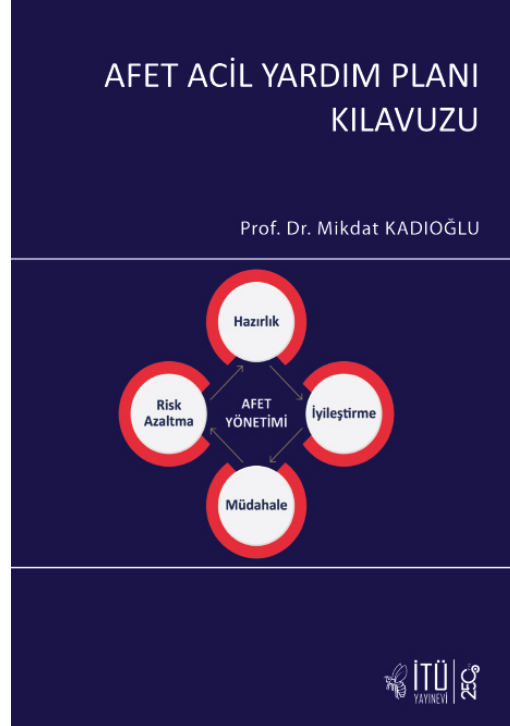 AFET ACİL YARDIM PLANI
KILAVUZU
Prof. Dr. Mikdat KADIOĞLU
Hazırlık
Risk
Azaltma
AFET
YÖNETİMİ
İyileştirme
Müdahale
İTÜ
YAYINEVİ
250